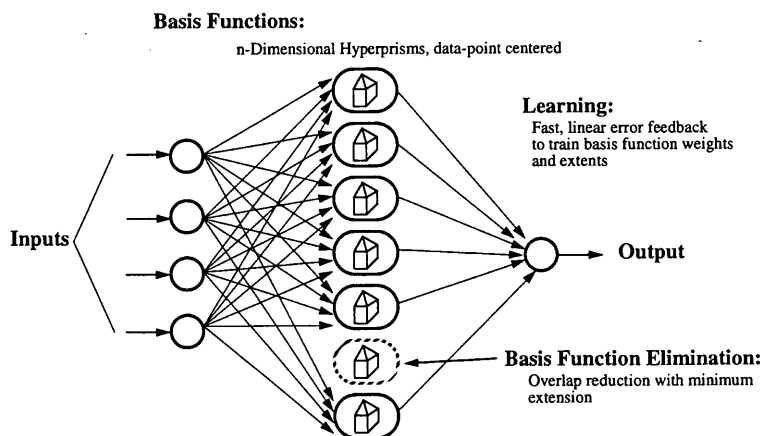 Basis Functions:
n-Dimensional Hyperprisms, data-point centered
Learning:
Fast, linear error feedback
to train basis function weights
and extents
Inputs
Output
Basis Function Elimination:
Overlap reduction with minimum
extension